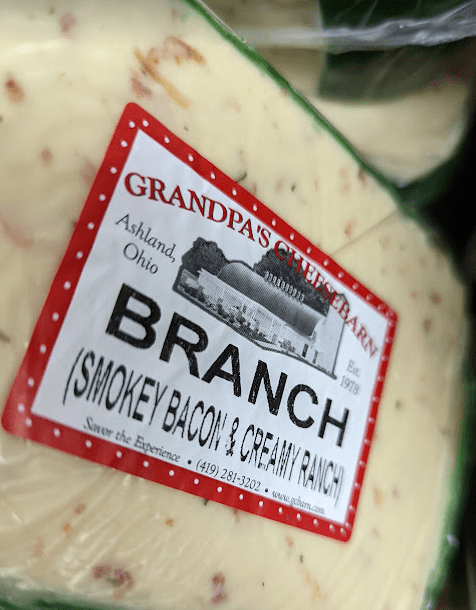 GRANDPA'S CHEESEBARN
Ashland,
Ohio
Est.
1978
BRANCH
(SMOKEY BACON & CREAMY RANCH)
Savor the Experience • (419) 281-3202 • www.gcbarn.com